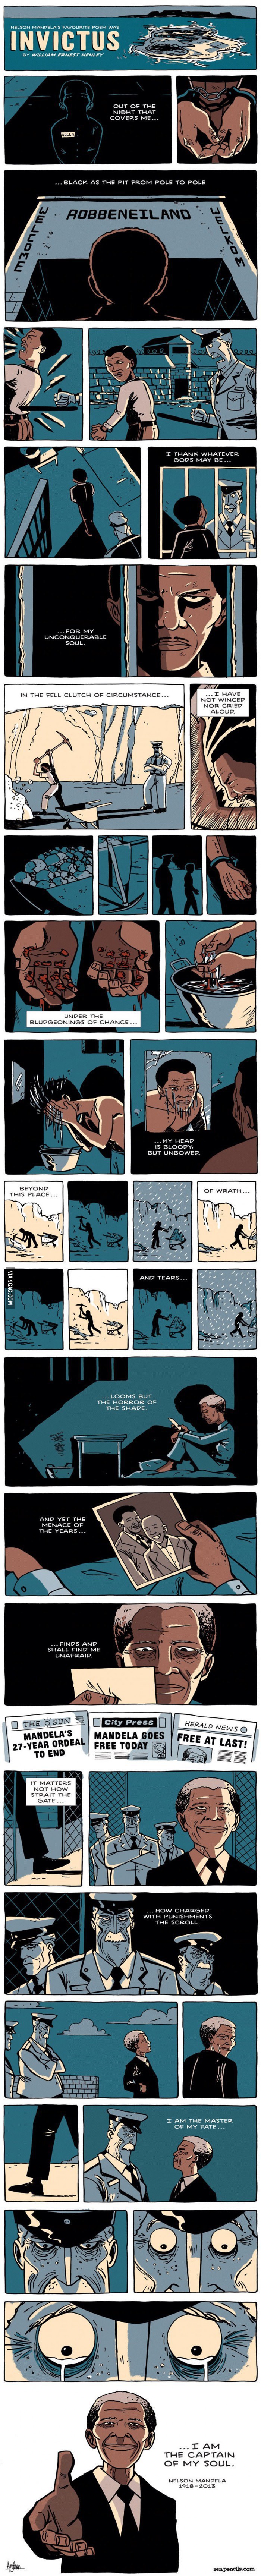 NELSON MANDELA'S FAVOURITE POEM WAS
INVICTUS
BY WILLIAM ERNEST HENLEY
OUT OF THE
NIGHT THAT
COVERS ME...
...BLACK AS THE PIT FROM POLE TO POLE
WELCOME
ROBBENEILAND
WELKOM
I THANK WHATEVER
GODS MAY BE...
...FOR MY
UNCONQUERABLE
SOUL.
IN THE FELL CLUTCH OF CIRCUMSTANCE...
...I HAVE
NOT WINCED
NOR CRIED
ALOUD.
UNDER THE
BLUDGEONINGS OF CHANCE...
...MY HEAD
IS BLOODY,
BUT UNBOWED.
BEYOND
THIS PLACE...
OF WRATH...
VIA 9GAG.COM
AND TEARS...
...LOOMS BUT
THE HORROR OF
THE SHADE.
AND YET THE
MENACE OF
THE YEARS...
...FINDS AND
SHALL FIND ME
UNAFRAID.
THE SUN
MANDELA'S
27-YEAR ORDEAL
TO END
City Press
MANDELA GOES
FREE TODAY
HERALD NEWS
FREE AT LAST!
IT MATTERS
NOT HOW
STRAIT THE
GATE...
...HOW CHARGED
WITH PUNISHMENTS
THE SCROLL.
I AM THE MASTER
OF MY FATE...
...I AM
THE CAPTAIN
OF MY SOUL.
NELSON MANDELA
1918-2013
zenpencils.com